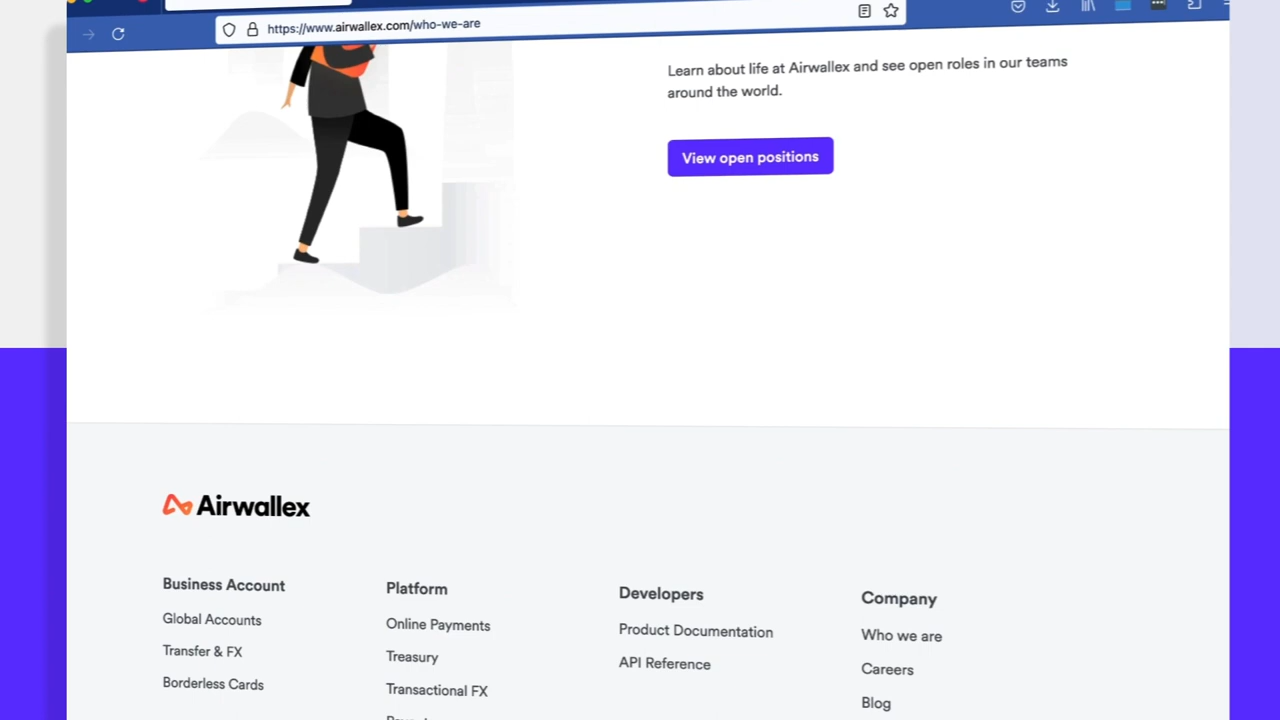 https://www.airwallex.com/who-we-are
Learn about life at Airwallex and see open roles in our teams
around the world.
View open positions
Airwallex
Business Account
Global Accounts
Transfer & FX
Borderless Cards
Platform
Online Payments
Treasury
Transactional FX
Developers
Product Documentation
API Reference
Company
Who we are
Careers
Blog